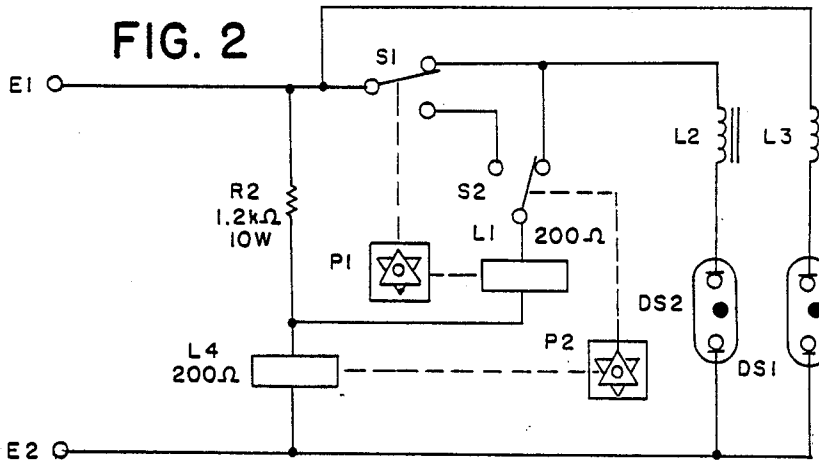 FIG. 2
E1
S1
L2
L3
S2
R2
1.2kΩ
10W
L1
200Ω
P1
DS2
L4
200Ω
P2
DS1
E2